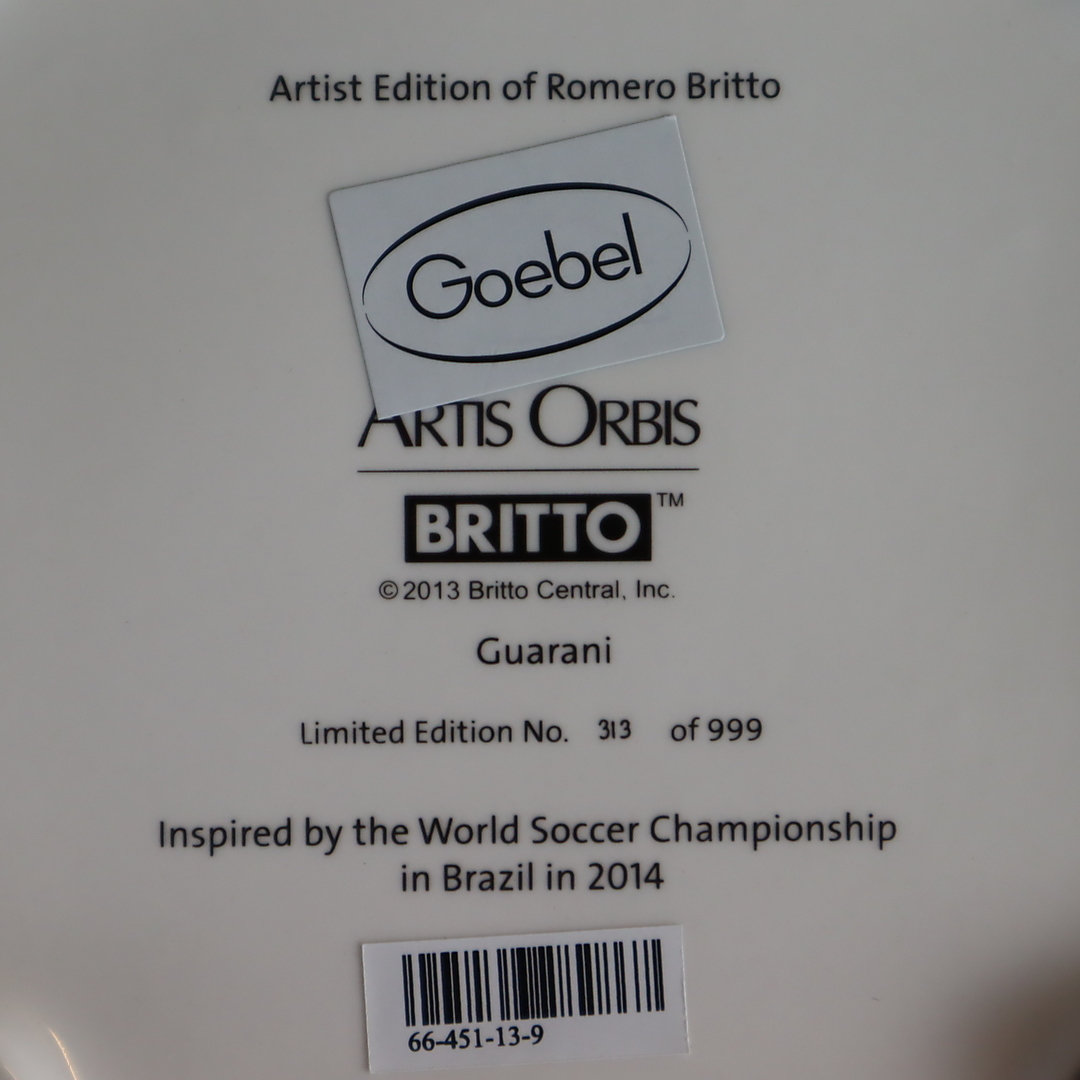 Artist Edition of Romero Britto
Goebel
ARTIS ORBIS
BRITTO™
©2013 Britto Central, Inc.
Guarani
Limited Edition No. 313 of 999
Inspired by the World Soccer Championship
in Brazil in 2014
66-451-13-9